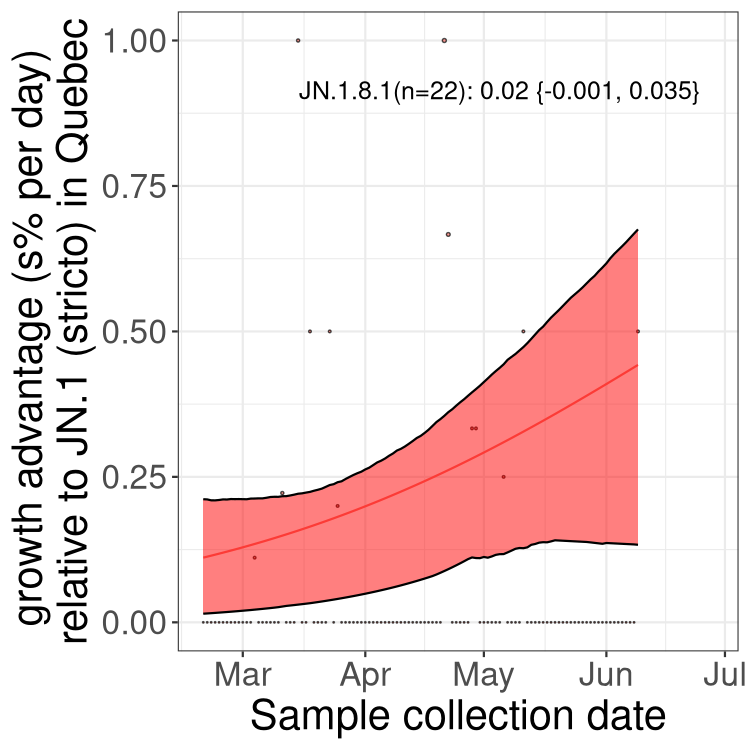 growth advantage (s% per day)
relative to JN.1 (stricto) in Quebec
1.00
0.75
0.50
0.25
0.00
JN.1.8.1(n=22): 0.02 {-0.001, 0.035}
Mar Apr May Jun Jul
Sample collection date